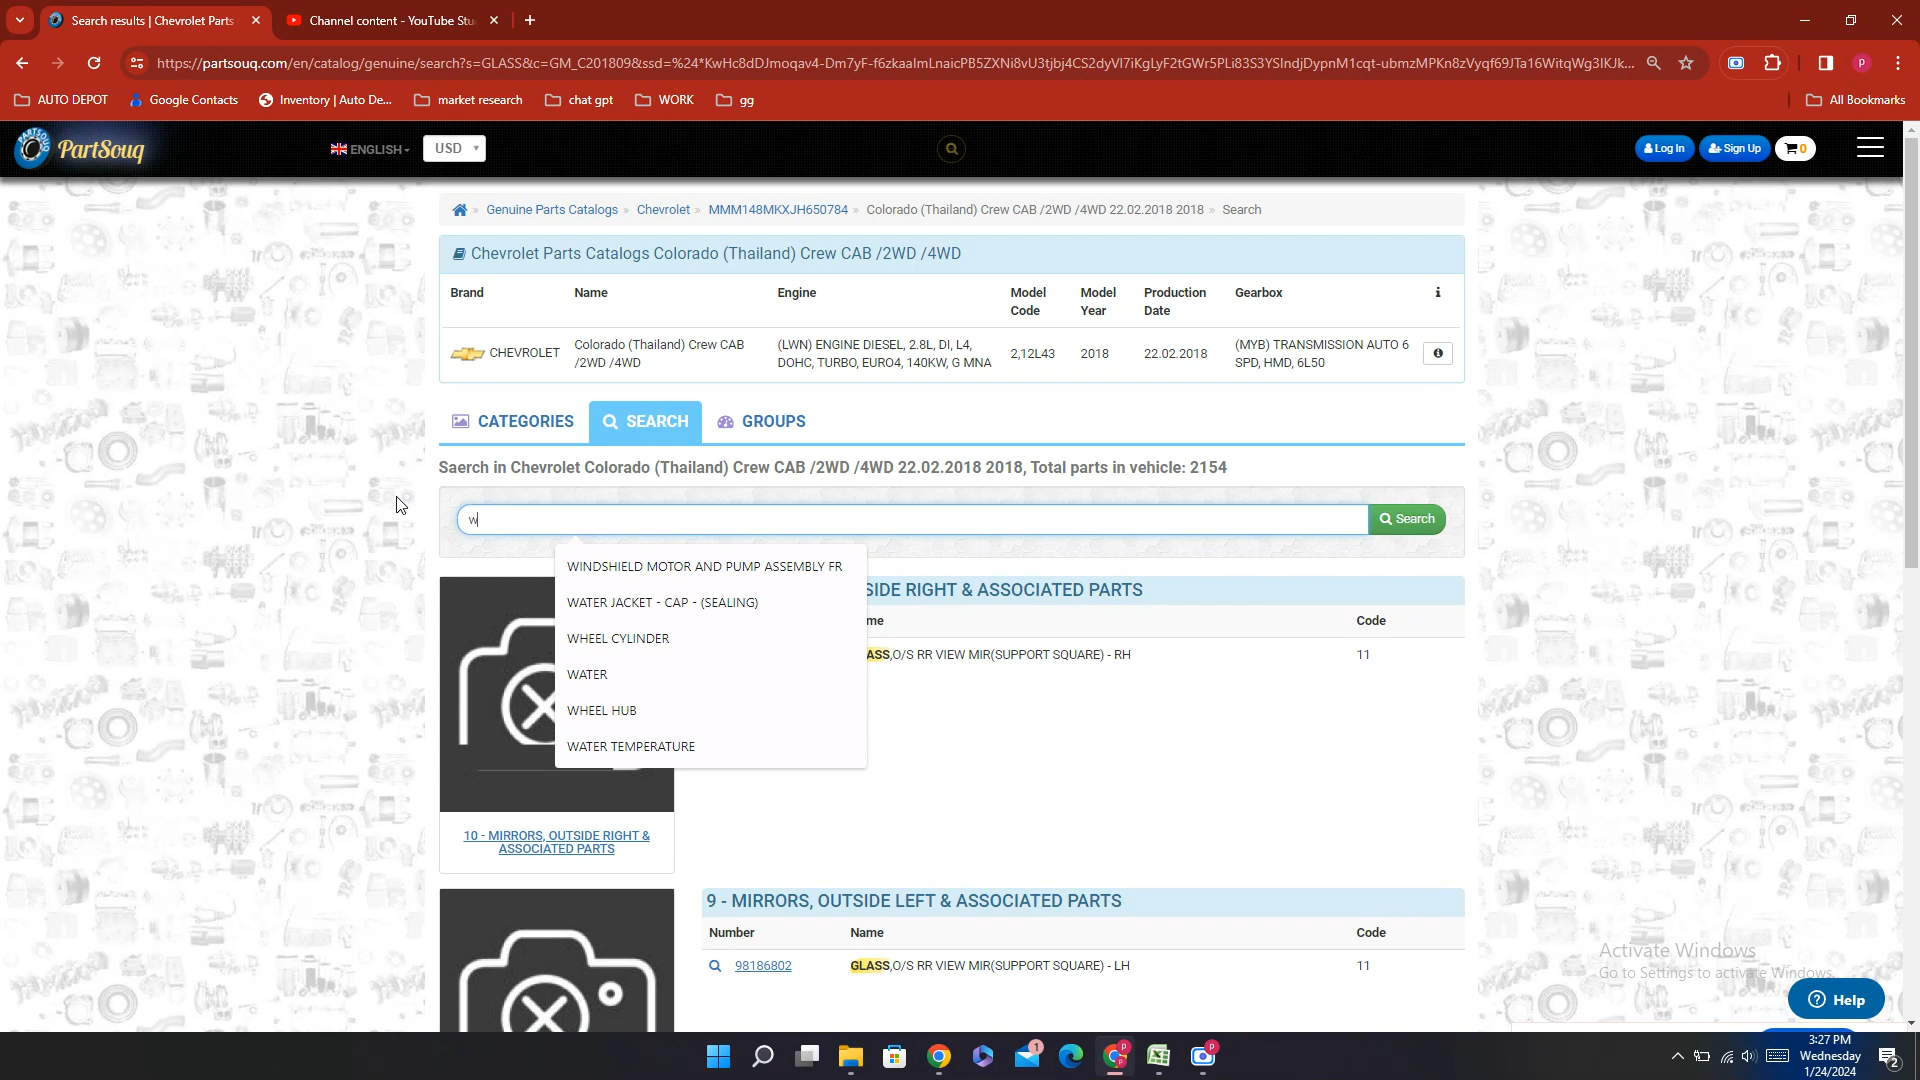 Search results | Chevrolet Parts
Channel content - YouTube Stu
https://partsouq.com/en/catalog/genuine/search?s=GLASS&c=GM_C201809&ssd=%24*KwHc8dDJmoqav4-Dm7yF-f6zkaaImLnaicPB5ZXNi8vU3tjbj4CS2dyVl7iKgLyF2tGWr5PLi83S3YSIndjDypnM1cqt-ubmzMPKn8zVyqf69JTa16WitqWg3IKJk...
AUTO DEPOT
Google Contacts
Inventory | Auto De...
market research
chat gpt
WORK
gg
All Bookmarks
PARTSOUQ
PartSouq
ENGLISH
USD
Log In
Sign Up
0
» Genuine Parts Catalogs » Chevrolet » MMM148MKXJH650784 » Colorado (Thailand) Crew CAB /2WD /4WD 22.02.2018 2018 » Search
Chevrolet Parts Catalogs Colorado (Thailand) Crew CAB /2WD /4WD
Brand Name Engine Model Code Model Year Production Date Gearbox
CHEVROLET Colorado (Thailand) Crew CAB /2WD /4WD (LWN) ENGINE DIESEL, 2.8L, DI, L4, DOHC, TURBO, EURO4, 140KW, G MNA 2,12L43 2018 22.02.2018 (MYB) TRANSMISSION AUTO 6 SPD, HMD, 6L50
CATEGORIES
SEARCH
GROUPS
Saerch in Chevrolet Colorado (Thailand) Crew CAB /2WD /4WD 22.02.2018 2018, Total parts in vehicle: 2154
w
Search
WINDSHIELD MOTOR AND PUMP ASSEMBLY FR
WATER JACKET - CAP - (SEALING)
WHEEL CYLINDER
WATER
WHEEL HUB
WATER TEMPERATURE
SIDE RIGHT & ASSOCIATED PARTS
me Code
ASS,O/S RR VIEW MIR(SUPPORT SQUARE) - RH 11
10 - MIRRORS, OUTSIDE RIGHT &
ASSOCIATED PARTS
9 - MIRRORS, OUTSIDE LEFT & ASSOCIATED PARTS
Number Name Code
98186802 GLASS,O/S RR VIEW MIR(SUPPORT SQUARE) - LH 11
Activate Windows
Go to Settings to activate Windows.
Help
1
p
p
3:27 PM
Wednesday
1/24/2024
2